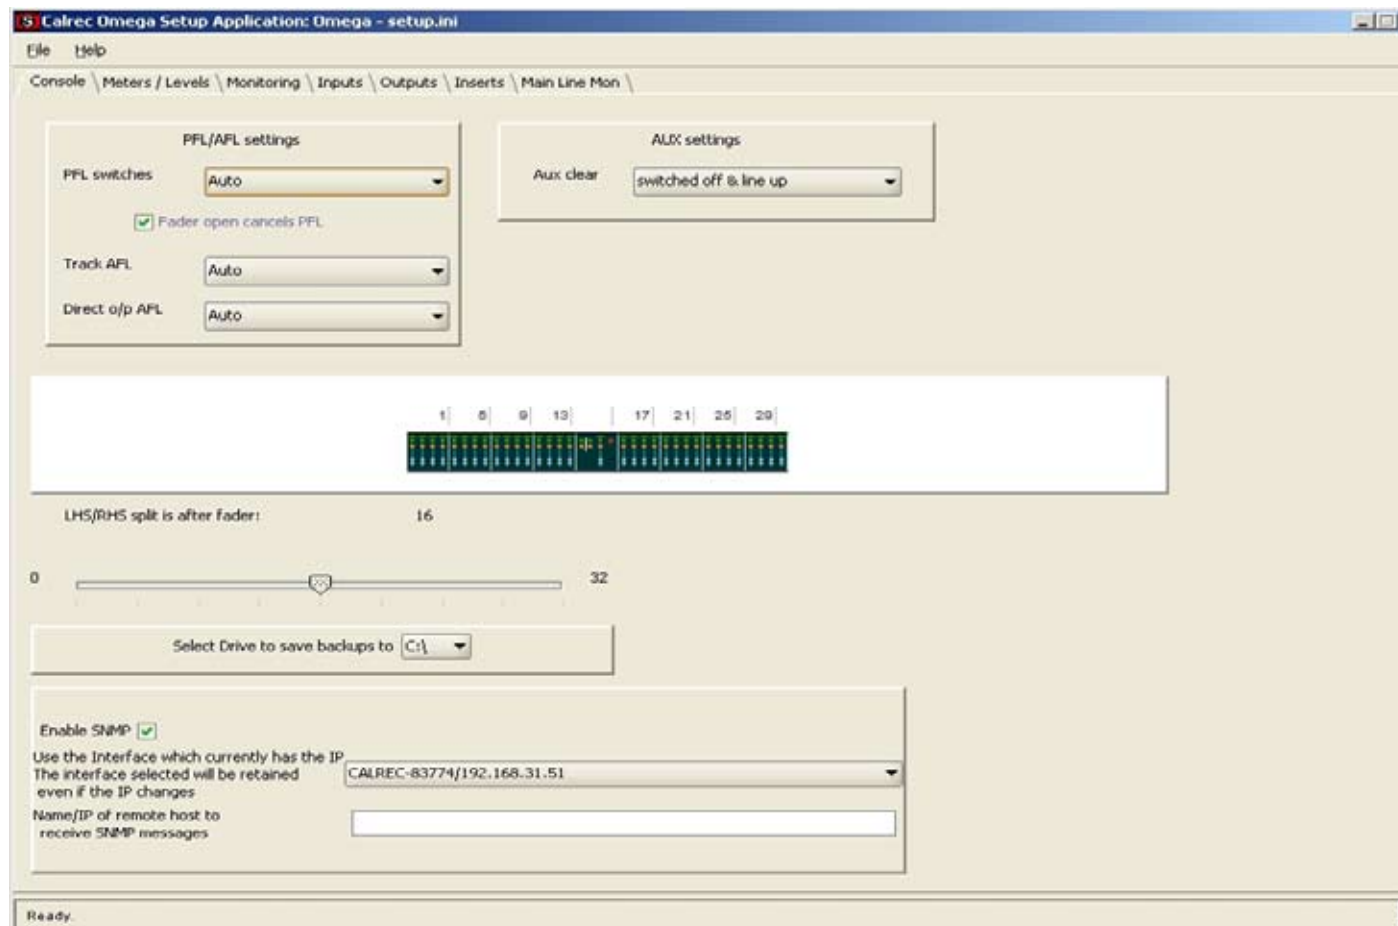 S Calrec Omega Setup Application: Omega - setup.ini
File Help
Console Meters / Levels Monitoring Inputs Outputs Inserts Main Line Mon
PFL/AFL settings
PFL switches Auto
Fader open cancels PFL
Track AFL Auto
Direct o/p AFL Auto
AUX settings
Aux clear switched off & line up
1 5 9 13 17 21 25 29
LHS/RHS split is after fader: 16
0 32
Select Drive to save backups to C:\
Enable SNMP
Use the Interface which currently has the IP
The interface selected will be retained
even if the IP changes
CALREC-83774/192.168.31.51
Name/IP of remote host to
receive SNMP messages
Ready.